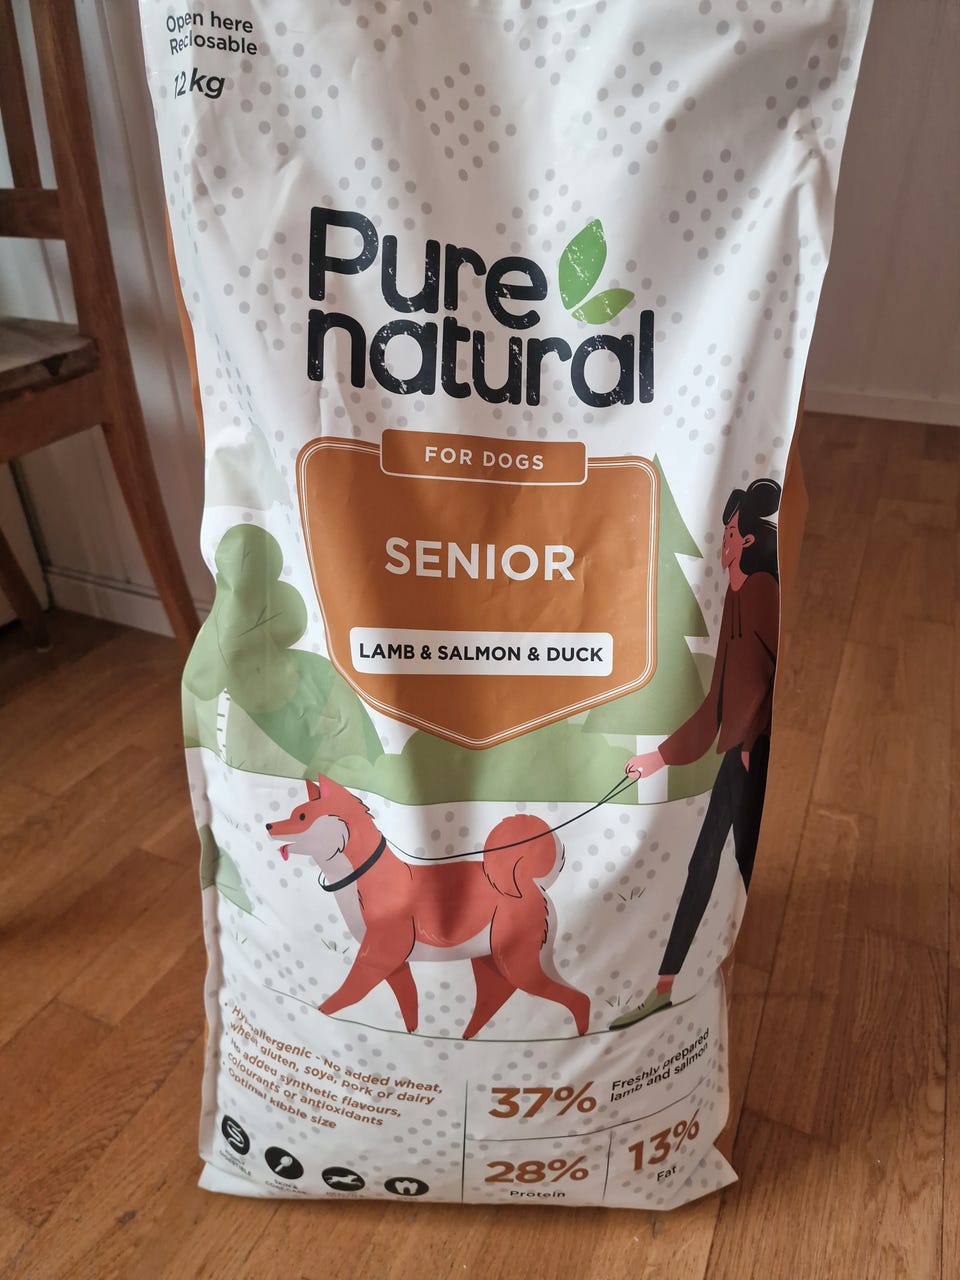 Open here
Reclosable
12 kg
Pure
natural
FOR DOGS
SENIOR
LAMB & SALMON & DUCK
Hypoallergenic - No added wheat,
wheat gluten, soya, pork or dairy
No added synthetic flavours,
colourants or antioxidants
Optimal kibble size
37%
Freshly prepared
lamb and salmon
28%
Protein
13%
Fat
DIGESTIBLE
SKIN &